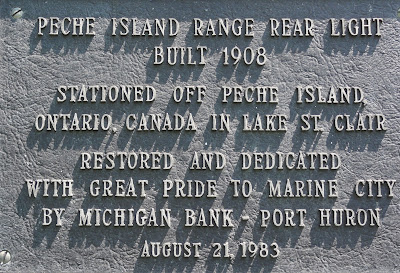 PECHE ISLAND RANGE REAR LIGHT
BUILT 1908
STATIONED OFF PECHE ISLAND,
ONTARIO, CANADA IN LAKE ST. CLAIR
RESTORED AND DEDICATED
WITH GREAT PRIDE TO MARINE CITY
BY MICHIGAN BANK - PORT HURON
AUGUST 21, 1983